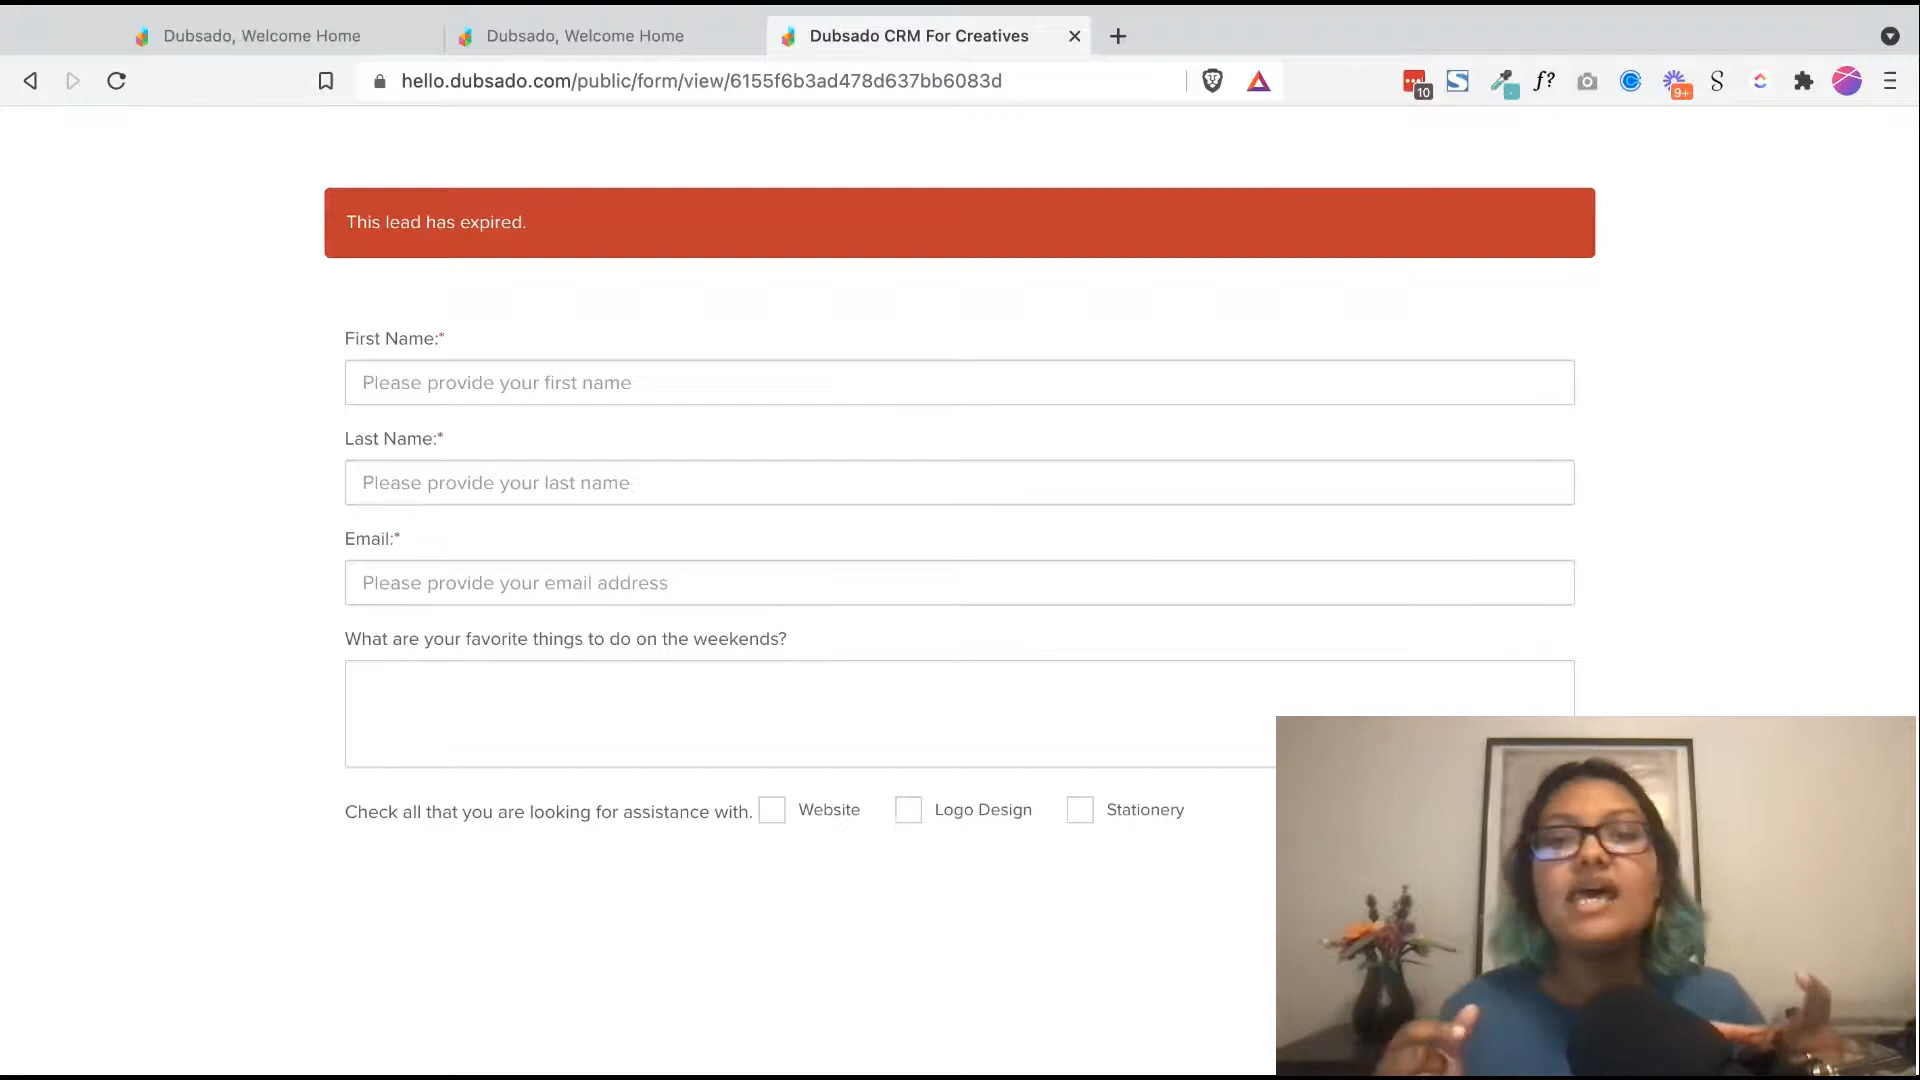 Dubsado, Welcome Home
Dubsado, Welcome Home
Dubsado CRM For Creatives
hello.dubsado.com/public/form/view/6155f6b3ad478d637bb6083d
10
f?
9+
This lead has expired.
First Name:*
Please provide your first name
Last Name:*
Please provide your last name
Email:*
Please provide your email address
What are your favorite things to do on the weekends?
Check all that you are looking for assistance with.
Website
Logo Design
Stationery